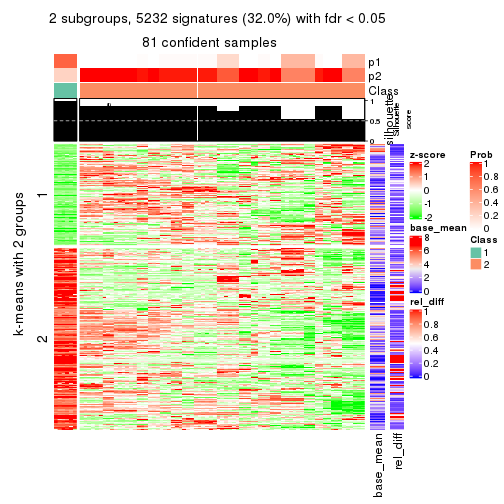 2 subgroups, 5232 signatures (32.0%) with fdr < 0.05
81 confident samples
p1
p2
Class
1
0.5
0
silhouette
Silhouette
score
k-means with 2 groups
1
2
base_mean
rel_diff
z-score
2
1
0
-1
-2
base_mean
8
6
4
2
0
rel_diff
1
0.8
0.6
0.4
0.2
0
Prob
1
0.8
0.6
0.4
0.2
0
Class
1
2